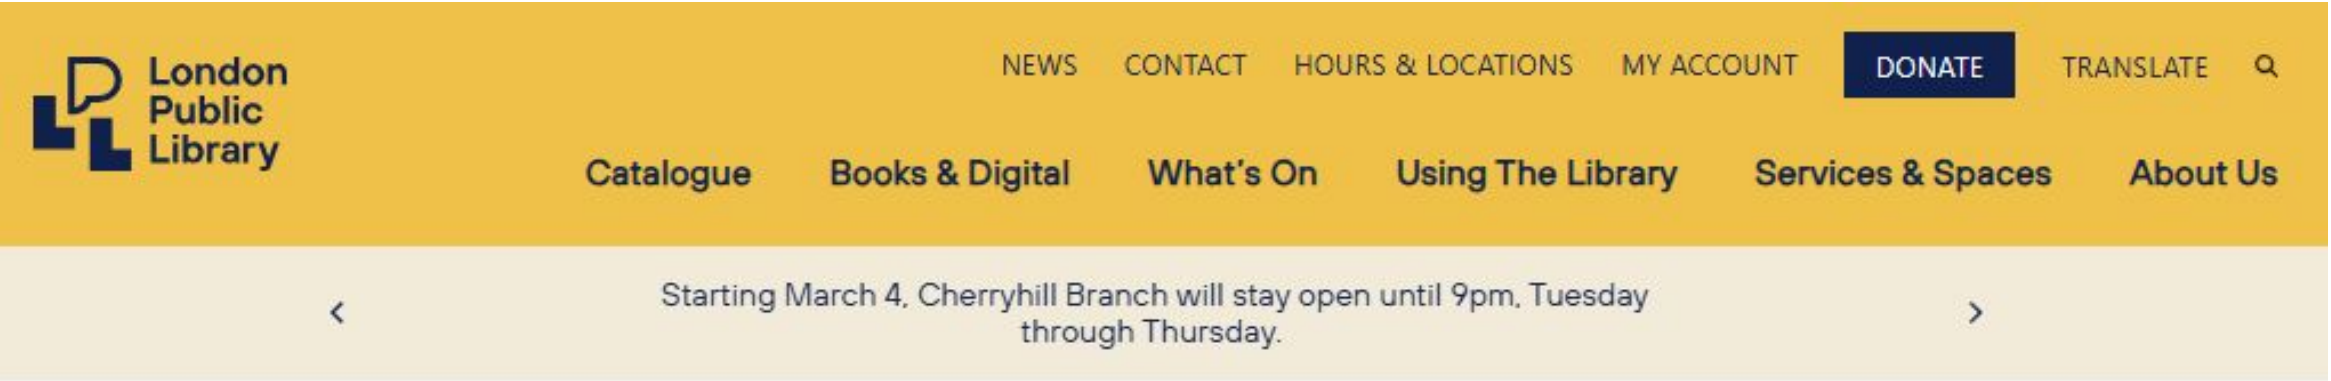 London
Public
Library
NEWS CONTACT HOURS & LOCATIONS MY ACCOUNT DONATE TRANSLATE
Catalogue Books & Digital What's On Using The Library Services & Spaces About Us
Starting March 4, Cherryhill Branch will stay open until 9pm, Tuesday
through Thursday.